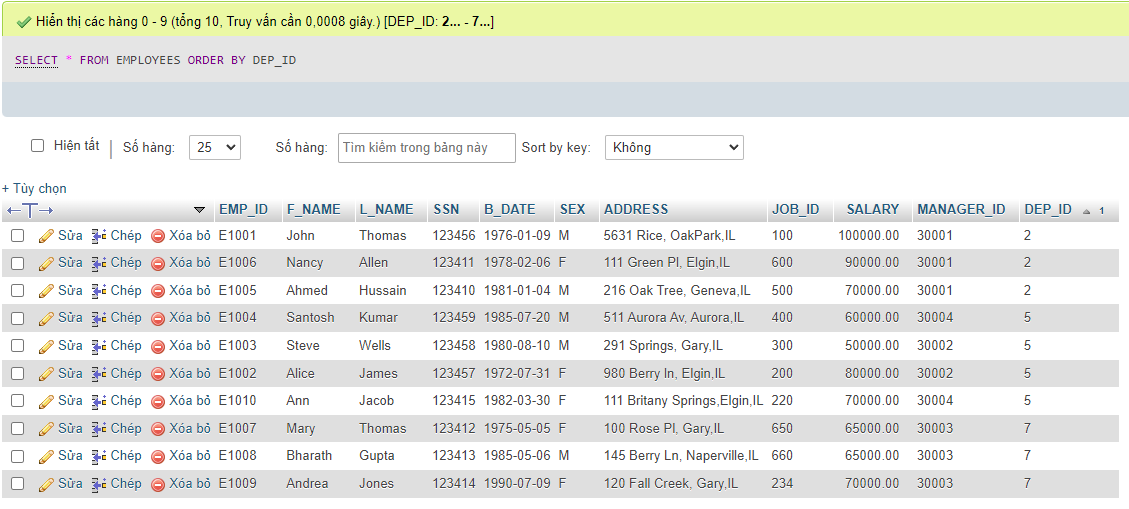 Hiển thị các hàng 0 - 9 (tổng 10, Truy vấn cần 0,0008 giây.) [DEP_ID: 2... - 7...]
SELECT * FROM EMPLOYEES ORDER BY DEP_ID
Hiện tất | Số hàng: 25 Số hàng: Tìm kiếm trong bảng này Sort by key: Không
+ Tùy chọn
EMP_ID F_NAME L_NAME SSN B_DATE SEX ADDRESS JOB_ID SALARY MANAGER_ID DEP_ID 1
Sửa Chép Xóa bỏ E1001 John Thomas 123456 1976-01-09 M 5631 Rice, OakPark,IL 100 100000.00 30001 2
Sửa Chép Xóa bỏ E1006 Nancy Allen 123411 1978-02-06 F 111 Green Pl, Elgin,IL 600 90000.00 30001 2
Sửa Chép Xóa bỏ E1005 Ahmed Hussain 123410 1981-01-04 M 216 Oak Tree, Geneva,IL 500 70000.00 30001 2
Sửa Chép Xóa bỏ E1004 Santosh Kumar 123459 1985-07-20 M 511 Aurora Av, Aurora,IL 400 60000.00 30004 5
Sửa Chép Xóa bỏ E1003 Steve Wells 123458 1980-08-10 M 291 Springs, Gary,IL 300 50000.00 30002 5
Sửa Chép Xóa bỏ E1002 Alice James 123457 1972-07-31 F 980 Berry ln, Elgin,IL 200 80000.00 30002 5
Sửa Chép Xóa bỏ E1010 Ann Jacob 123415 1982-03-30 F 111 Britany Springs,Elgin,IL 220 70000.00 30004 5
Sửa Chép Xóa bỏ E1007 Mary Thomas 123412 1975-05-05 F 100 Rose Pl, Gary,IL 650 65000.00 30003 7
Sửa Chép Xóa bỏ E1008 Bharath Gupta 123413 1985-05-06 M 145 Berry Ln, Naperville,IL 660 65000.00 30003 7
Sửa Chép Xóa bỏ E1009 Andrea Jones 123414 1990-07-09 F 120 Fall Creek, Gary,IL 234 70000.00 30003 7